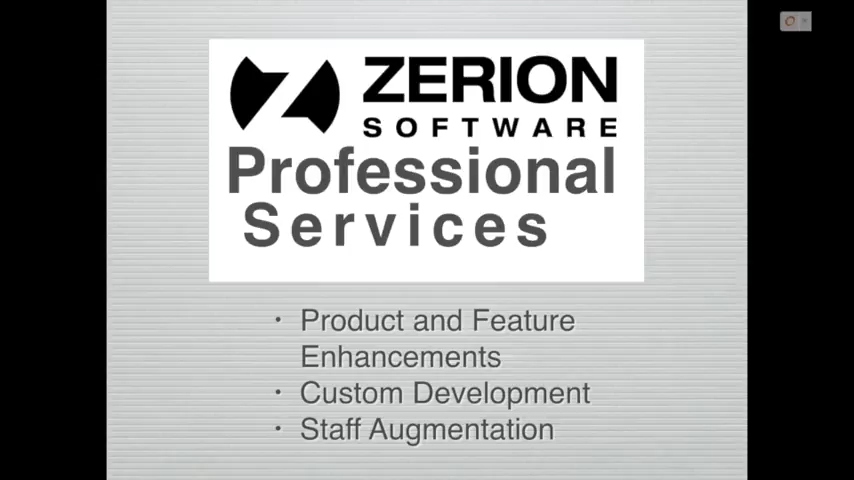 ZERION
SOFTWARE
Professional
Services
• Product and Feature
Enhancements
• Custom Development
• Staff Augmentation